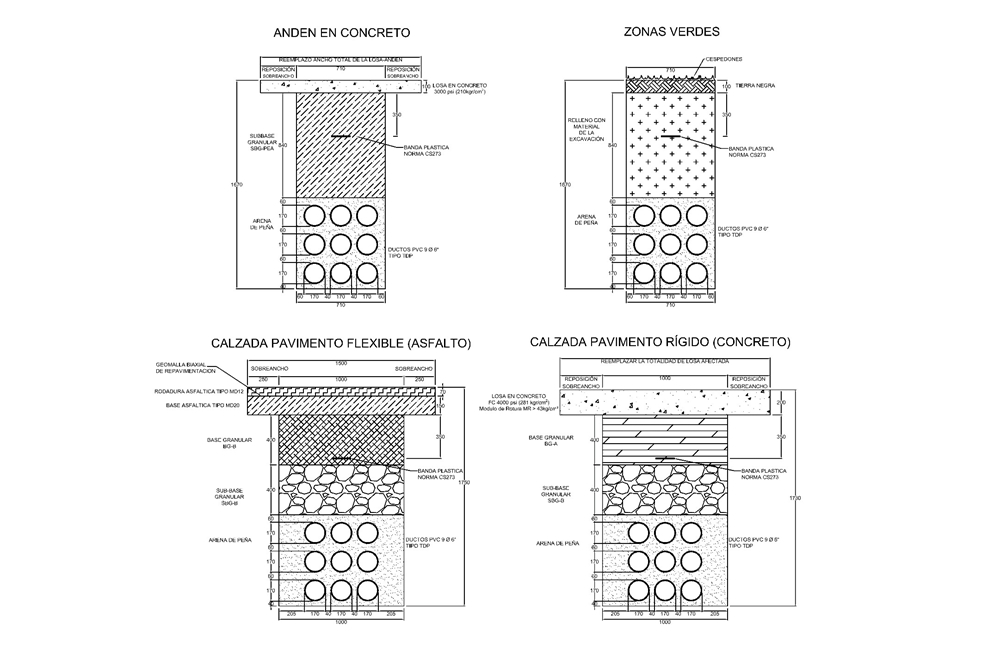 ANDEN EN CONCRETO
REEMPLAZO ANCHO TOTAL DE LA LOSA-ANDEN
REPOSICIÓN
SOBREANCHO
710
REPOSICIÓN
SOBREANCHO
100
LOSA EN CONCRETO
3000 psi (210kgr/cm²)
350
SUBBASE
GRANULAR
SBG-PEA
840
BANDA PLASTICA
NORMA CS273
1670
60
170
60
170
60
170
40
ARENA
DE PEÑA
DUCTOS PVC 9 Ø 6"
TIPO TDP
60 170 40 170 40 170 60
710
ZONAS VERDES
CESPEDONES
710
100
TIERRA NEGRA
350
RELLENO CON
MATERIAL
DE LA
EXCAVACIÓN
840
BANDA PLASTICA
NORMA CS273
1670
60
170
60
170
60
170
40
ARENA
DE PEÑA
DUCTOS PVC 9 Ø 6"
TIPO TDP
60 170 40 170 40 170 60
710
CALZADA PAVIMENTO FLEXIBLE (ASFALTO)
GEOMALLA BIAXIAL
DE REPAVIMENTACIÓN
1500
SOBREANCHO
SOBREANCHO
250 1000 250
RODADURA ASFALTICA TIPO MD12
70
BASE ASFALTICA TIPO MD20
150
350
BASE GRANULAR
BG-B
400
BANDA PLASTICA
NORMA CS273
1750
SUB-BASE
GRANULAR
SBG-B
400
60
170
60
170
60
170
40
ARENA DE PEÑA
DUCTOS PVC 9 Ø 6"
TIPO TDP
205 170 40 170 40 170 205
1000
CALZADA PAVIMENTO RÍGIDO (CONCRETO)
REEMPLAZAR LA TOTALIDAD DE LOSA AFECTADA
REPOSICIÓN
SOBREANCHO
1000
REPOSICIÓN
SOBREANCHO
LOSA EN CONCRETO
FC 4000 psi (281 kgr/cm²)
Modulo de Rotura MR > 43kg/cm²
200
350
BASE GRANULAR
BG-A
400
BANDA PLASTICA
NORMA CS273
SUB-BASE
GRANULAR
SBG-B
400
60
170
60
170
60
170
40
ARENA DE PEÑA
DUCTOS PVC 9 Ø 6"
TIPO TDP
205 170 40 170 40 170 205
1000